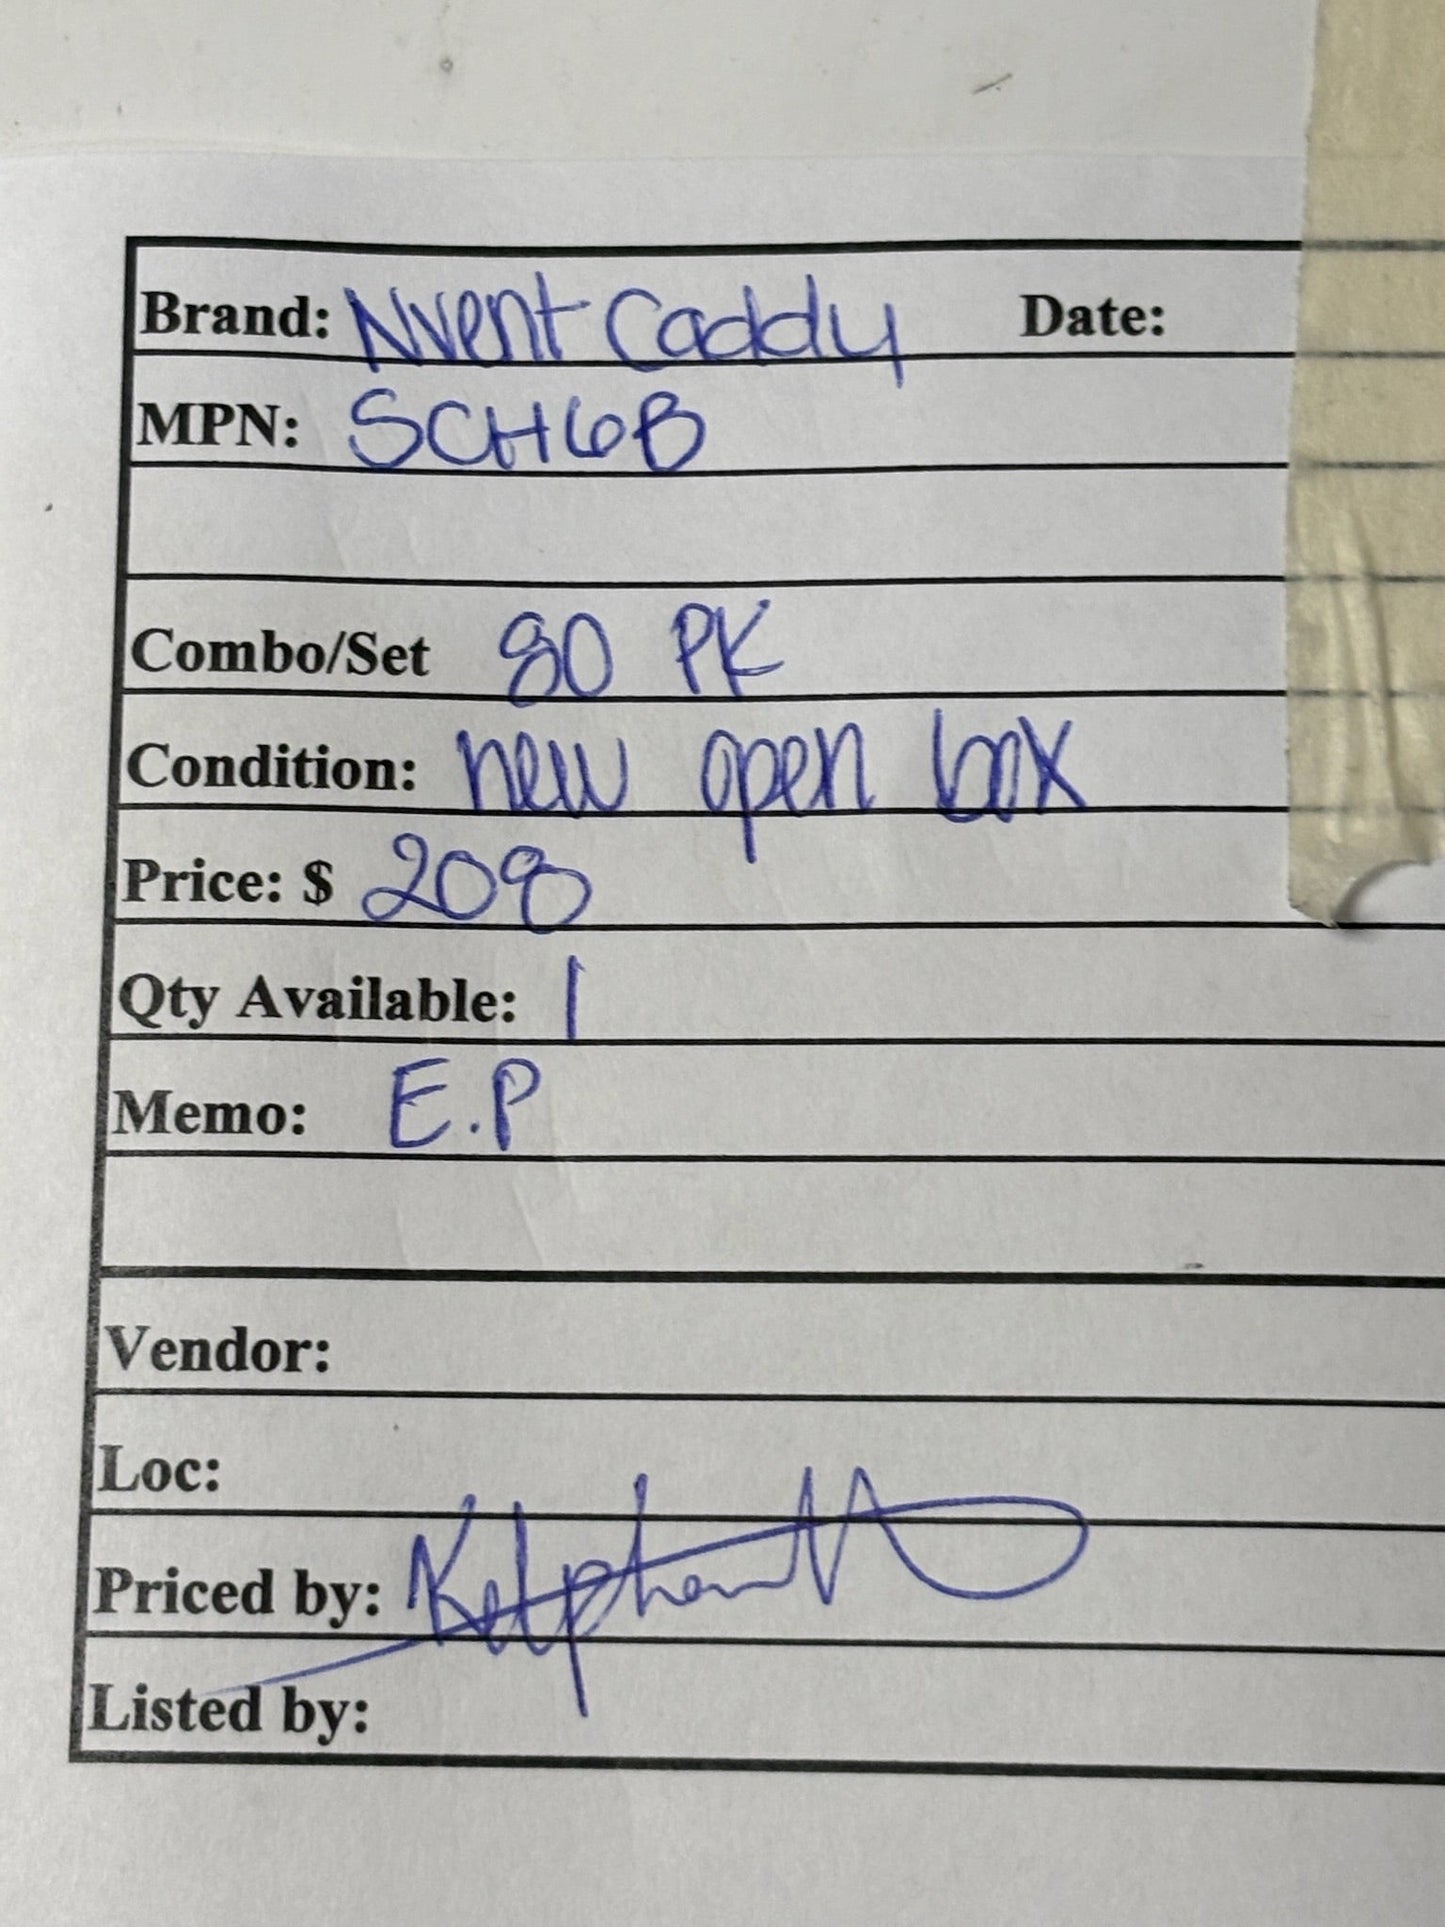 Brand: Nvent Caddy Date:
MPN: SCH6B
Combo/Set 80 PK
Condition: new open box
Price: $ 208
Qty Available: 1
Memo: E.P
Vendor:
Loc:
Priced by:
Listed by: